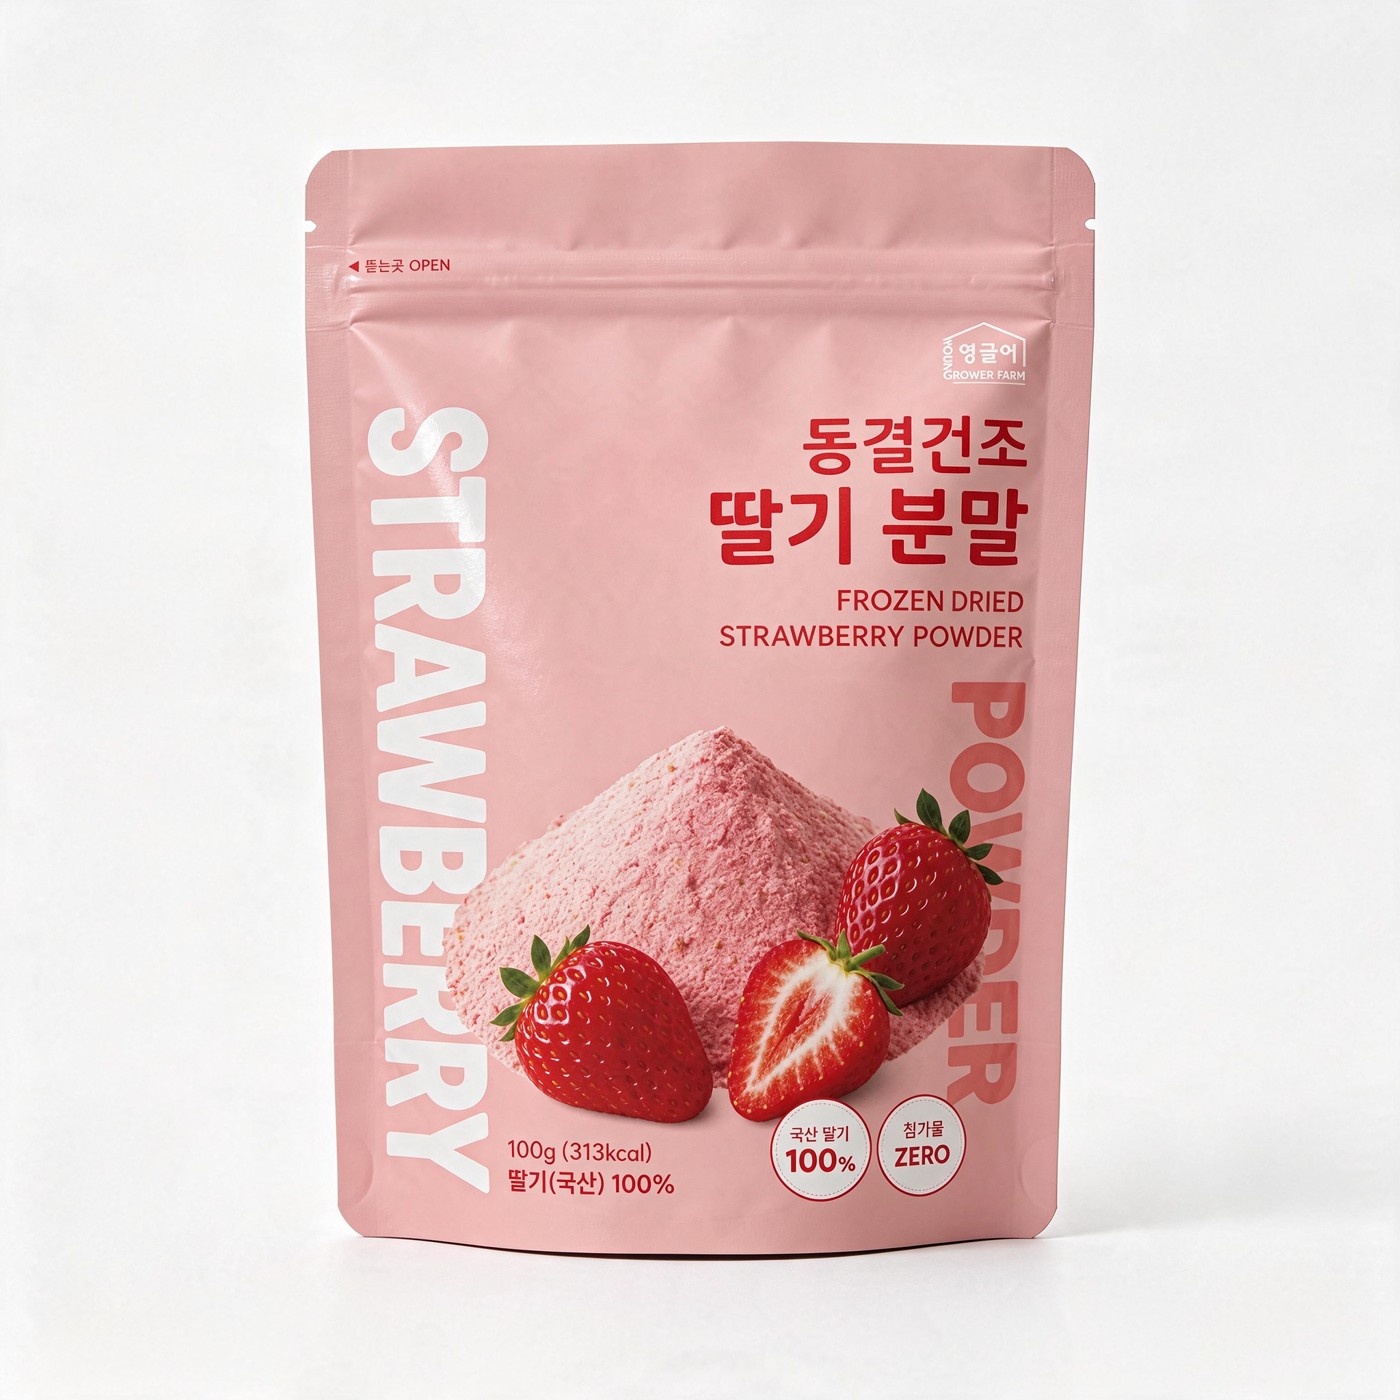 ◀ 뜯는곳 OPEN
YOUNG
영글어
GROWER FARM
동결건조
딸기 분말
FROZEN DRIED
STRAWBERRY POWDER
STRAWBERRY
POWDER
100g (313kcal)
딸기(국산) 100%
국산 딸기
100%
첨가물
ZERO